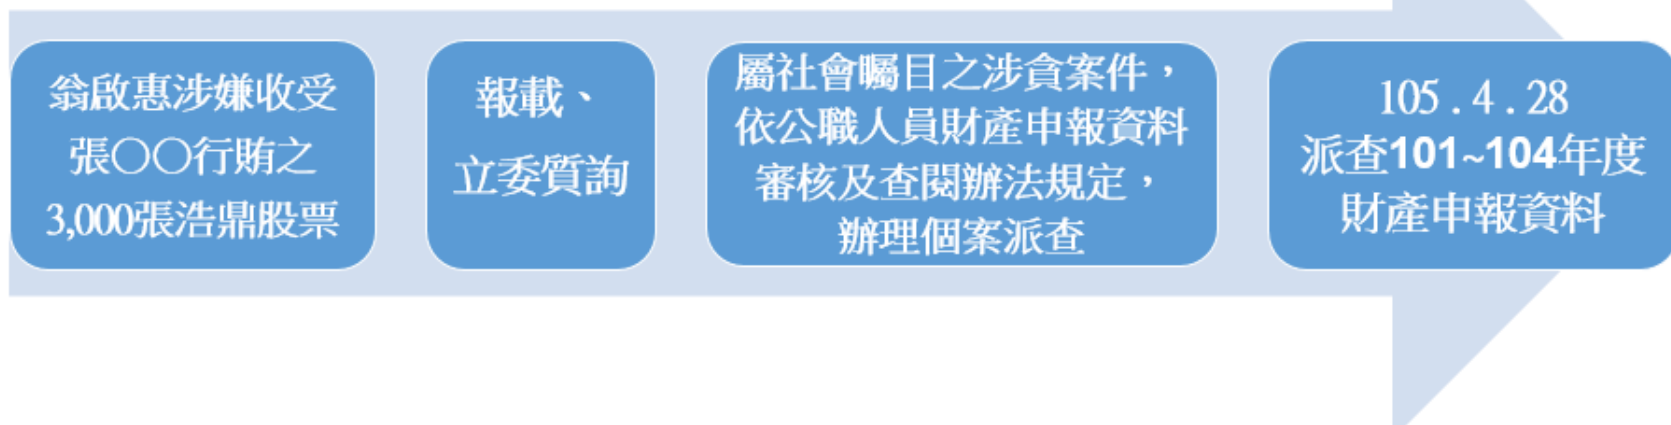 翁啟惠涉嫌收受
張○○行賄之
3,000張浩鼎股票
報載、
立委質詢
屬社會矚目之涉貪案件，
依公職人員財產申報資料
審核及查閱辦法規定，
辦理個案派查
105 . 4 . 28
派查101~104年度
財產申報資料